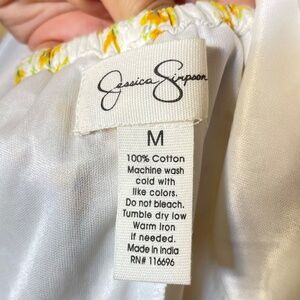 Jessica Simpson
M
100% Cotton
Machine wash
cold with
like colors.
Do not bleach.
Tumble dry low
Warm Iron
if needed.
Made in India
RN# 116696